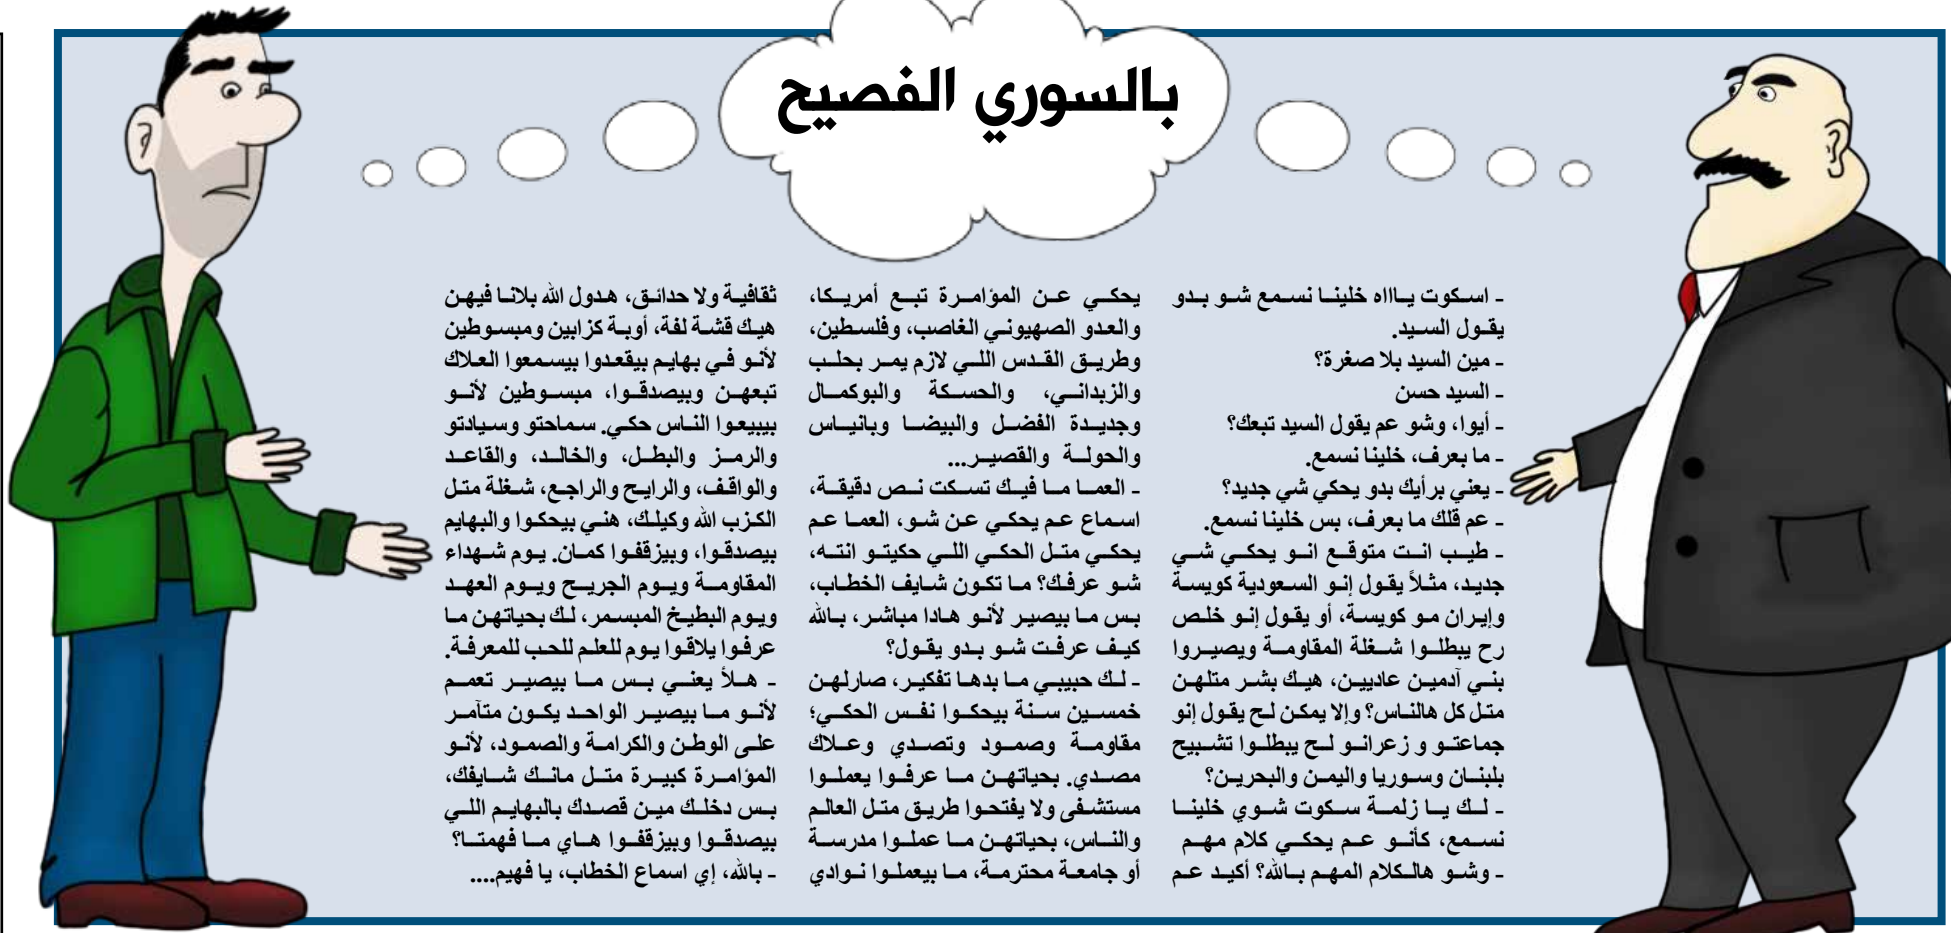 بالسوري الفصيح
- اسكوت يااااه خلينا نسمع شو بدو
يقول السيد.
- مين السيد بلا صغرة؟
- السيد حسن
- أيوا، وشو عم يقول السيد تبعك؟
- ما بعرف، خلينا نسمع.
- يعني برأيك بدو يحكي شي جديد؟
- عم قلك ما بعرف، بس خلينا نسمع.
- طيب انت متوقع انو يحكي شي
جديد، مثلاً يقول إنو السعودية كويسة
وإيران مو كويسة، أو يقول إنو خلص
رح يبطلوا شغلة المقاومة ويصيروا
بني آدمين عاديين، هيك بشر متلهن
متل كل هالناس؟ وإلا يمكن لح يقول إنو
جماعتو و زعرانو لح يبطلوا تشبيح
بلبنان وسوريا واليمن والبحرين؟
- لك يا زلمة سكوت شوي خلينا
نسمع، كأنو عم يحكي كلام مهم
- وشو هالكلام المهم بالله؟ أكيد عم
يحكي عن المؤامرة تبع أمريكا،
والعدو الصهيوني الغاصب، وفلسطين،
وطريق القدس اللي لازم يمر بحلب
والزبداني، والحسكة والبوكمال
وجديدة الفضل والبيضا وبانياس
والحولة والقصير...
- العما ما فيك تسكت نص دقيقة،
اسماع عم يحكي عن شو، العما عم
يحكي متل الحكي اللي حكيتو انته،
شو عرفك؟ ما تكون شايف الخطاب،
بس ما بيصير لأنو هادا مباشر، بالله
كيف عرفت شو بدو يقول؟
- لك حبيبي ما بدها تفكير، صارلهن
خمسين سنة بيحكوا نفس الحكي؛
مقاومة وصمود وتصدي وعلاك
مصدي. بحياتهن ما عرفوا يعملوا
مستشفى ولا يفتحوا طريق متل العالم
والناس، بحياتهن ما عملوا مدرسة
أو جامعة محترمة، ما بيعملوا نوادي
ثقافية ولا حدائق، هدول الله بلانا فيهن
هيك قشة لفة، أوبة كزابين ومبسوطين
لأنو في بهايم بيقعدوا بيسمعوا العلاك
تبعهن وبيصدقوا، مبسوطين لأنو
بيبيعوا الناس حكي. سماحتو وسيادتو
والرمز والبطل، والخالد، والقاعد
والواقف، والرايح والراجع، شغلة متل
الكزب الله وكيلك، هني بيحكوا والبهايم
بيصدقوا، وبيزقفوا كمان. يوم شهداء
المقاومة ويوم الجريح ويوم العهد
ويوم البطيخ المبسمر، لك بحياتهن ما
عرفوا يلاقوا يوم للعلم للحب للمعرفة.
- هلأ يعني بس ما بيصير تعمم
لأنو ما بيصير الواحد يكون متآمر
على الوطن والكرامة والصمود، لأنو
المؤامرة كبيرة متل مانك شايفك،
بس دخلك مين قصدك بالبهايم اللي
بيصدقوا وبيزقفوا هاي ما فهمتا؟
- بالله، إي اسماع الخطاب، يا فهيم....